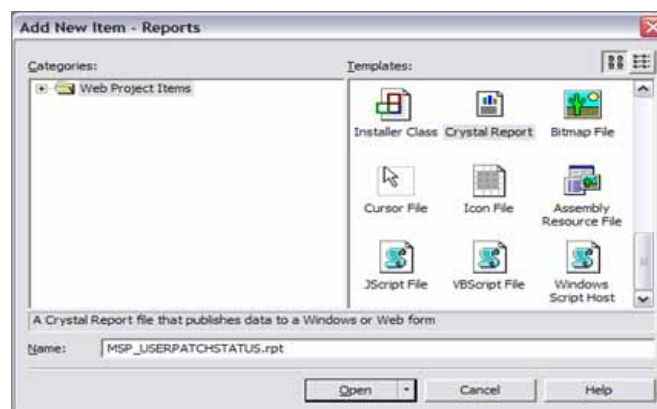 Add New Item - Reports
Categories:
Templates:
Web Project Items
Installer Class
Crystal Report
Bitmap File
Cursor File
Icon File
Assembly
Resource File
JScript File
VBScript File
Windows
Script Host
A Crystal Report file that publishes data to a Windows or Web form
Name:
MSP_USERPATCHSTATUS.rpt
Open
Cancel
Help